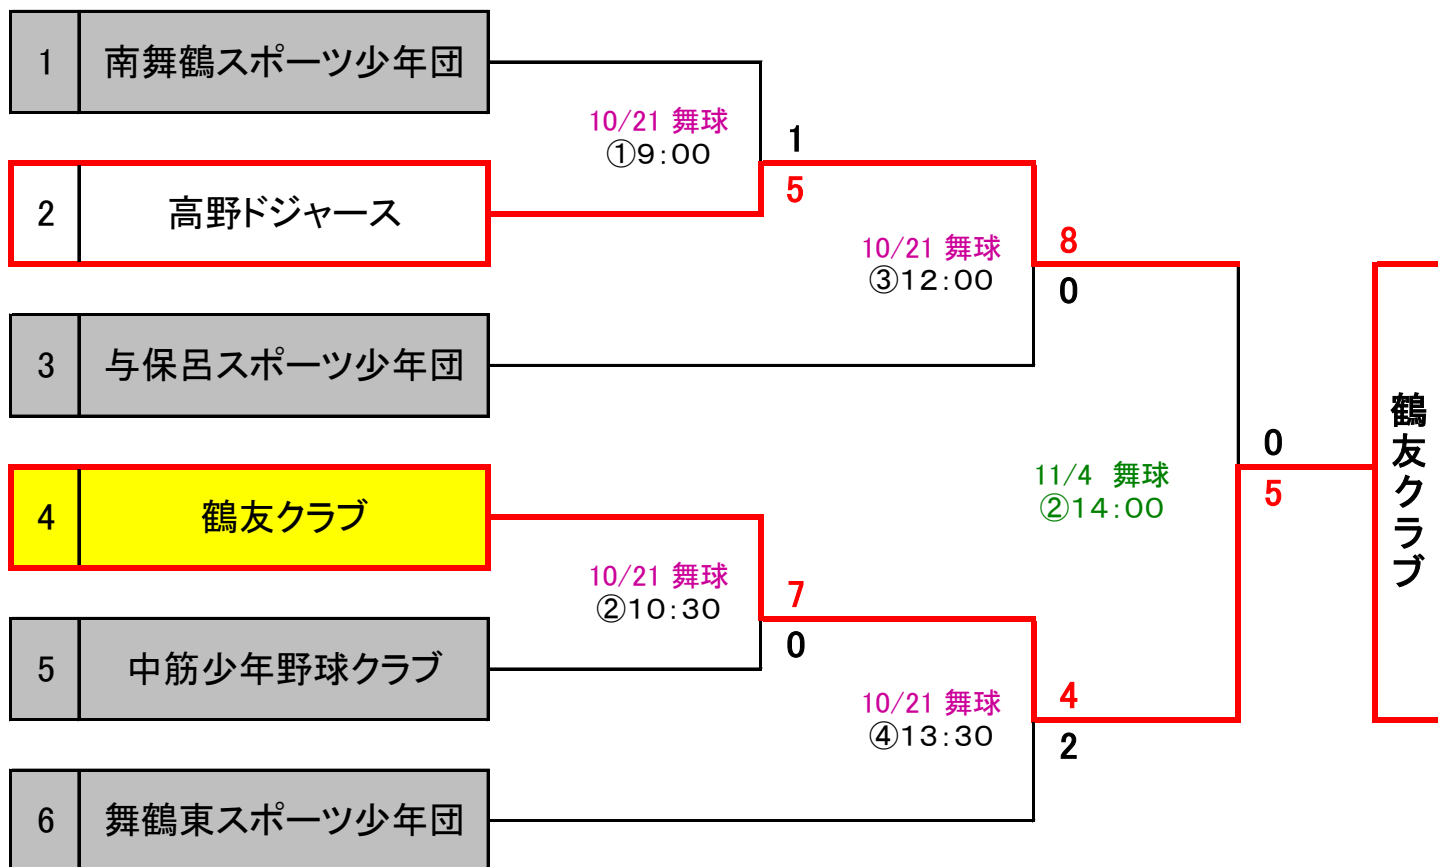 1 南舞鶴スポーツ少年団
10/21 舞球
①9:00
1
5
2 高野ドジャース
10/21 舞球
③12:00
8
0
3 与保呂スポーツ少年団
鶴友クラブ
0
5
11/4 舞球
②14:00
4 鶴友クラブ
10/21 舞球
②10:30
7
0
5 中筋少年野球クラブ
10/21 舞球
④13:30
4
2
6 舞鶴東スポーツ少年団